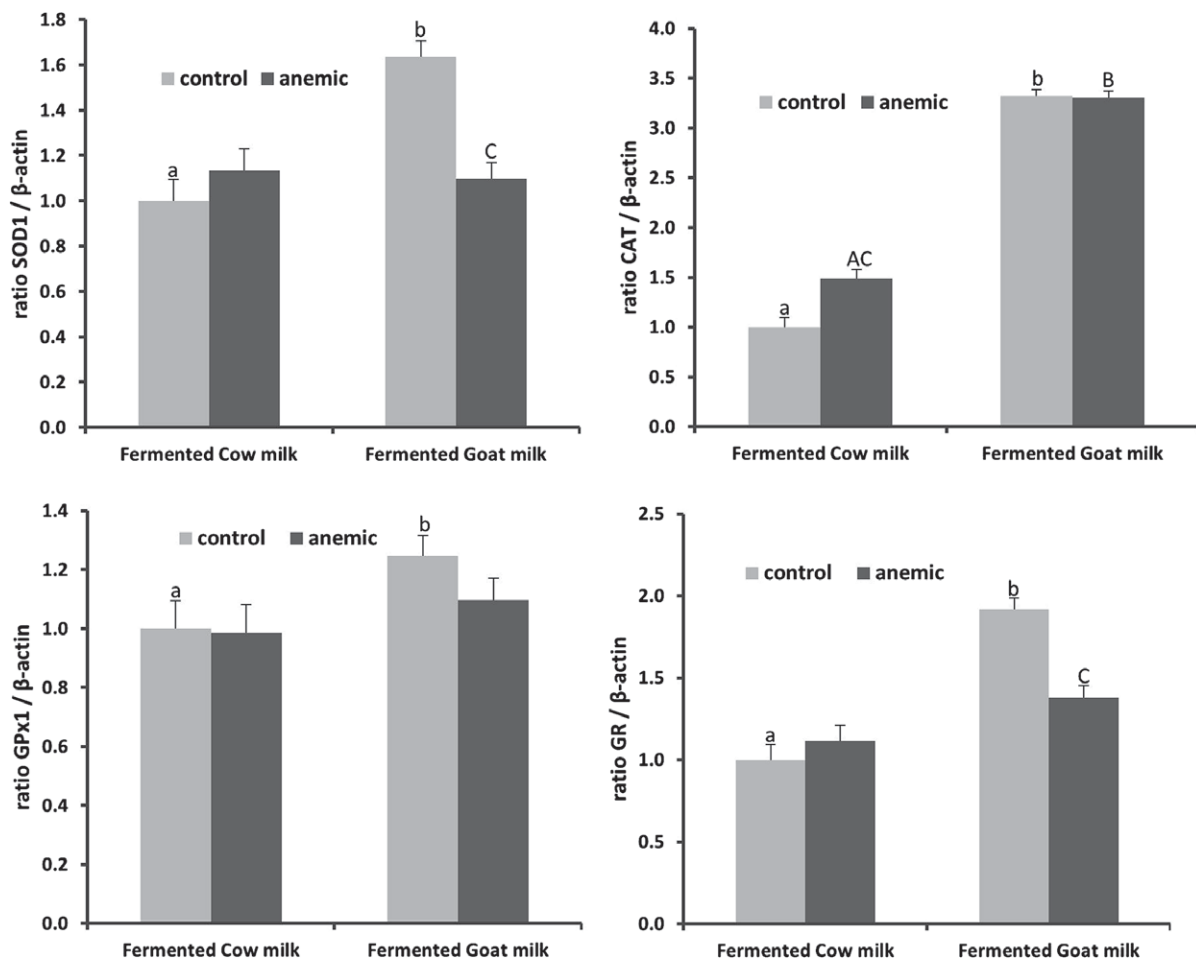 ratio SOD1 / β-actin
1.8
1.6
1.4
1.2
1.0
0.8
0.6
0.4
0.2
0.0
control anemic
a
b
C
Fermented Cow milk Fermented Goat milk
ratio CAT / β-actin
4.0
3.5
3.0
2.5
2.0
1.5
1.0
0.5
0.0
control anemic
a
AC
b
B
Fermented Cow milk Fermented Goat milk
ratio GPx1 / β-actin
1.4
1.2
1.0
0.8
0.6
0.4
0.2
0.0
control anemic
a
b
Fermented Cow milk Fermented Goat milk
ratio GR / β-actin
2.5
2.0
1.5
1.0
0.5
0.0
control anemic
a
b
C
Fermented Cow milk Fermented Goat milk